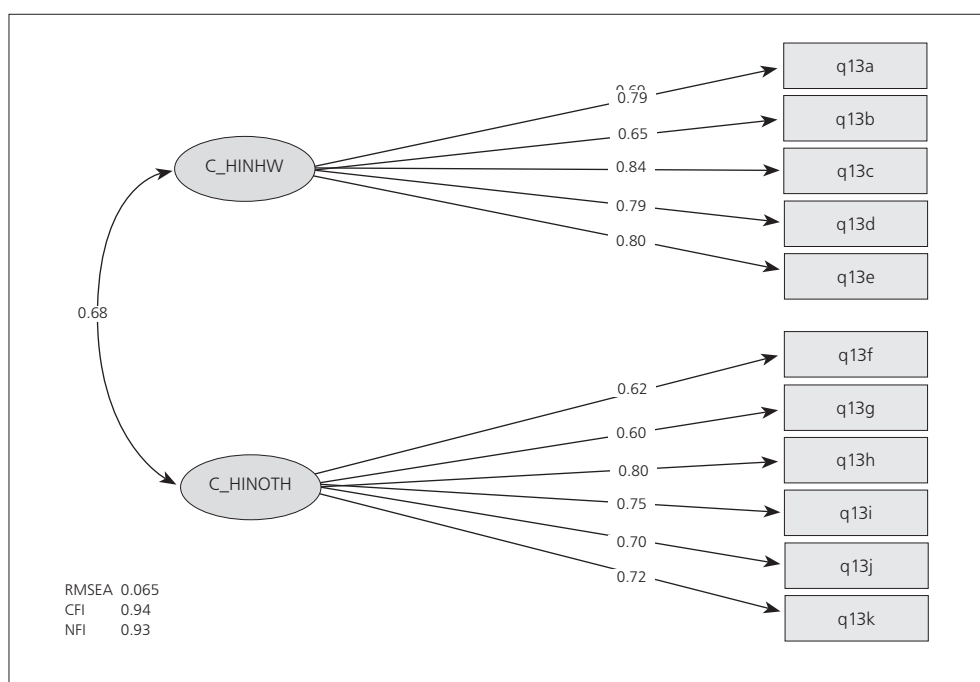 q13a
0.79
q13b
0.65
C_HINHW
0.84
q13c
0.79
q13d
0.80
q13e
0.68
q13f
0.62
q13g
0.60
q13h
0.80
C_HINOTH
0.75
q13i
0.70
q13j
0.72
q13k
RMSEA 0.065
CFI 0.94
NFI 0.93